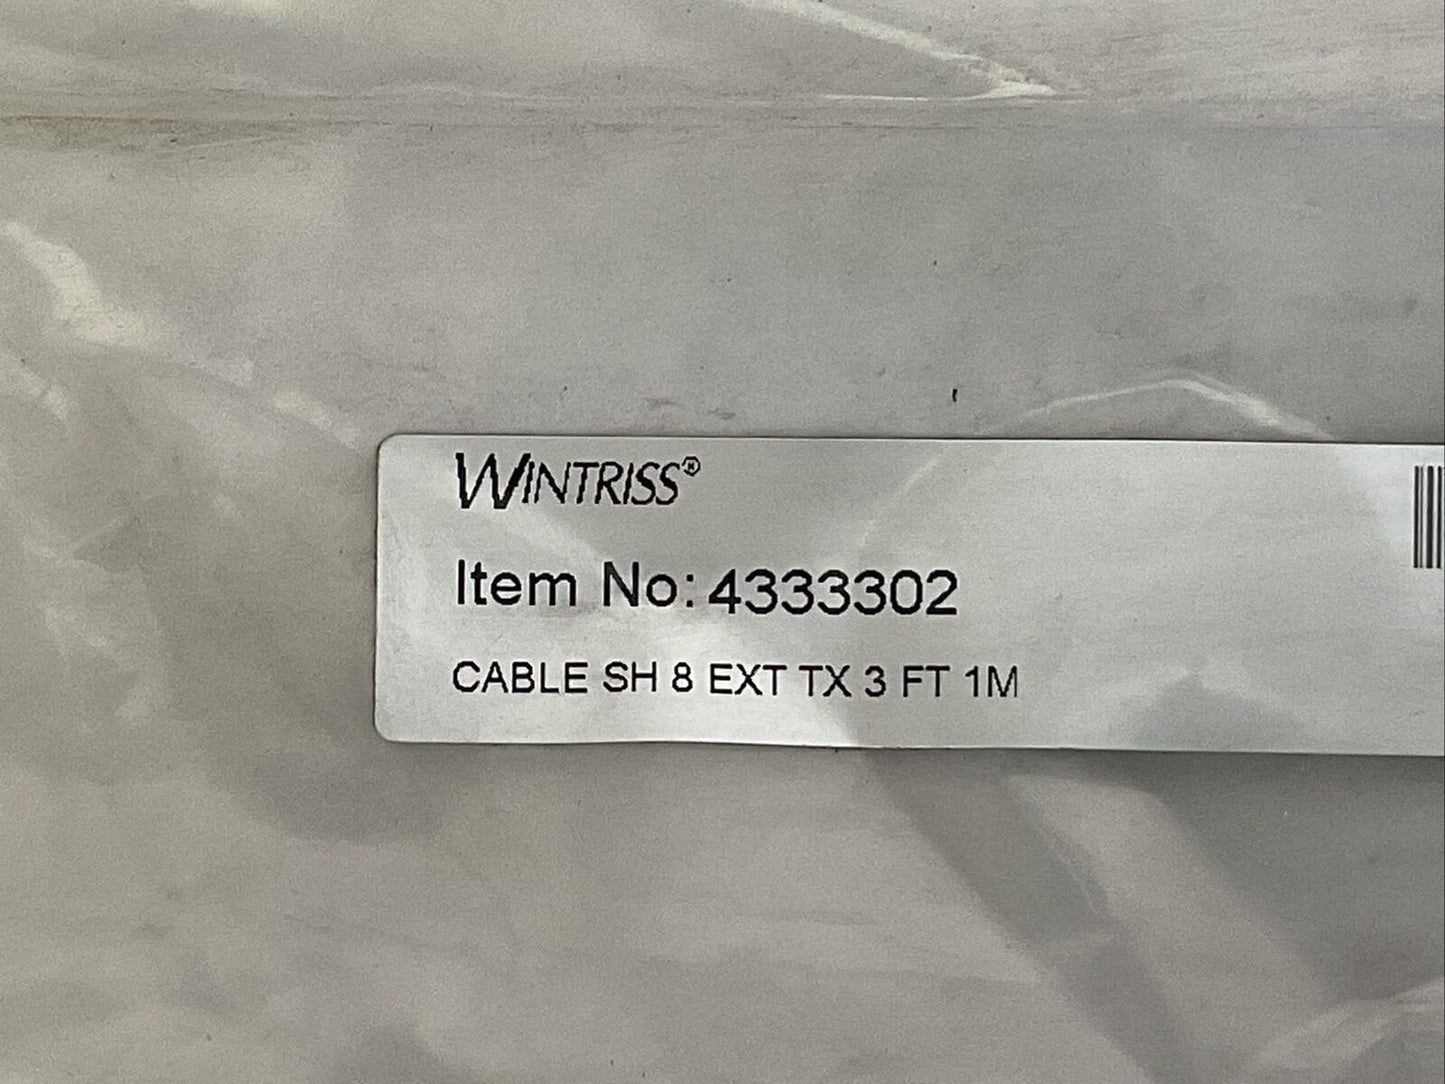 WINTRISS®
Item No: 4333302
CABLE SH 8 EXT TX 3 FT 1M